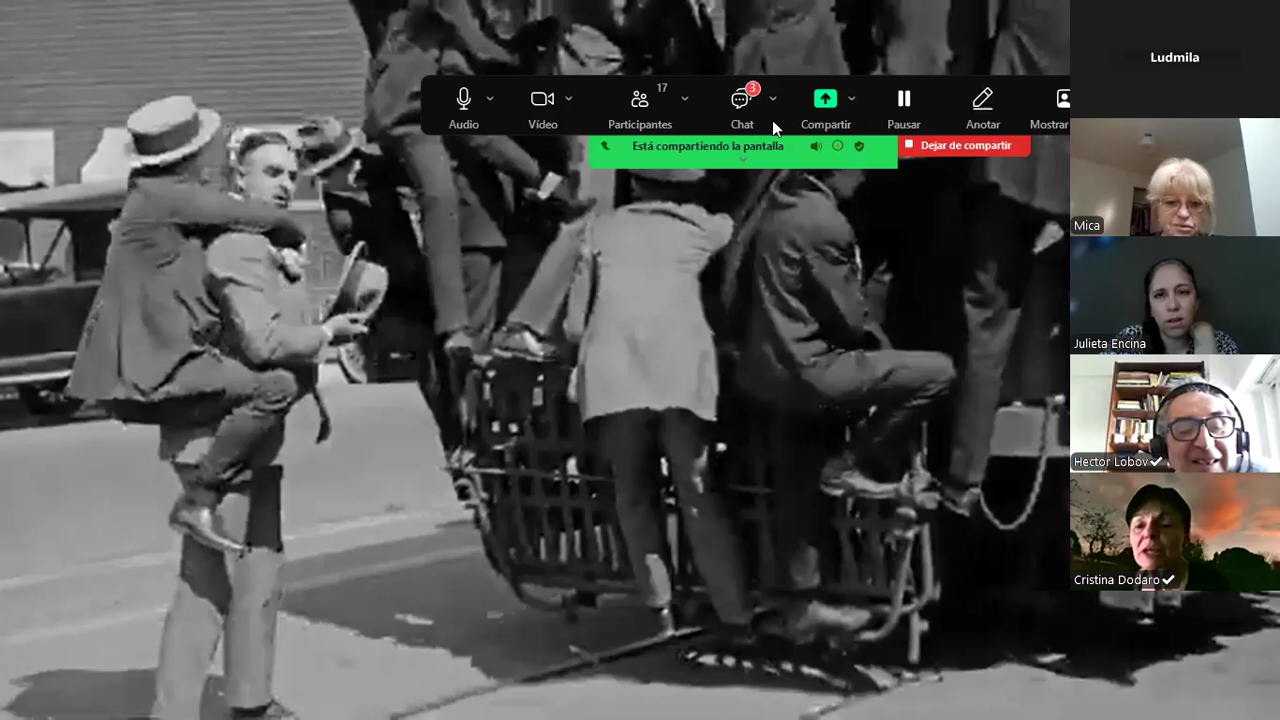 Ludmila
17
3
Audio
Vídeo
Participantes
Chat
Compartir
Pausar
Anotar
Mostrar
Está compartiendo la pantalla
Dejar de compartir
Mica
Julieta Encina
Hector Lobov
Cristina Dodaro